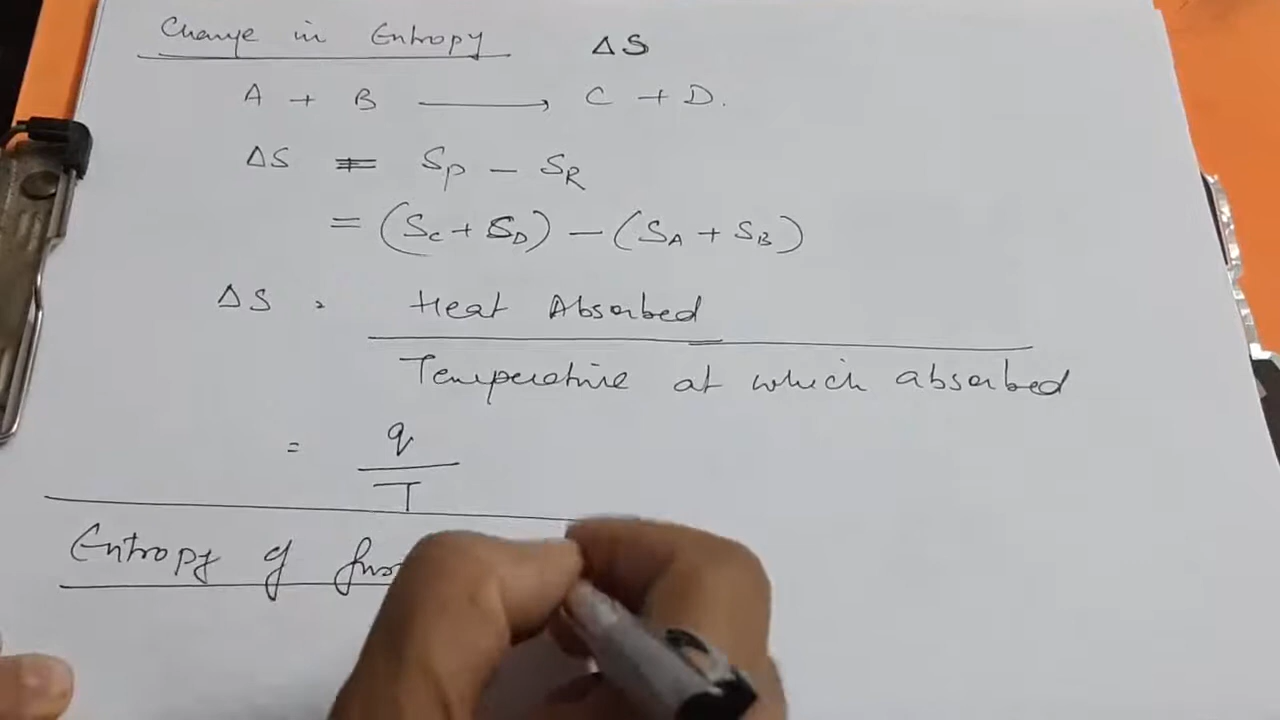 Change in Entropy ΔS
A + B ⟶ C + D.
ΔS = Sp - SR
= (Sc + SD) - (SA + SB)
ΔS = Heat Absorbed
Temperature at which absorbed
= q
T
Entropy of